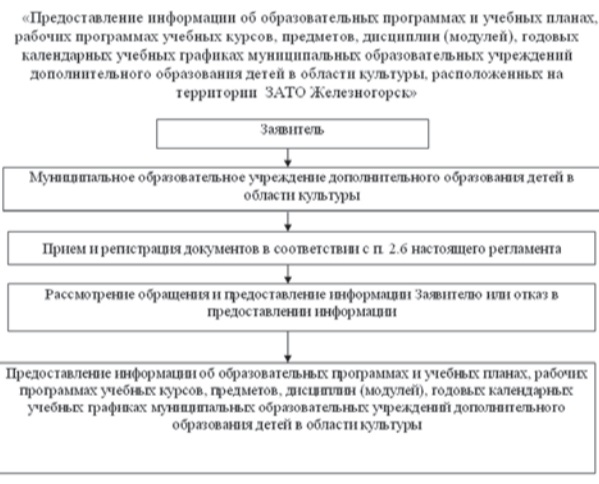 «Предоставление информации об образовательных программах и учебных планах,
рабочих программах учебных курсов, предметов, дисциплин (модулей), годовых
календарных учебных графиках муниципальных образовательных учреждений
дополнительного образования детей в области культуры, расположенных на
территории ЗАТО Железногорск»
Заявитель
Муниципальное образовательное учреждение дополнительного образования детей в
области культуры
Прием и регистрация документов в соответствии с п. 2.6 настоящего регламента
Рассмотрение обращения и предоставление информации Заявителю или отказ в
предоставлении информации
Предоставление информации об образовательных программах и учебных планах, рабочих
программах учебных курсов, предметов, дисциплин (модулей), годовых календарных
учебных графиках муниципальных образовательных учреждений дополнительного
образования детей в области культуры